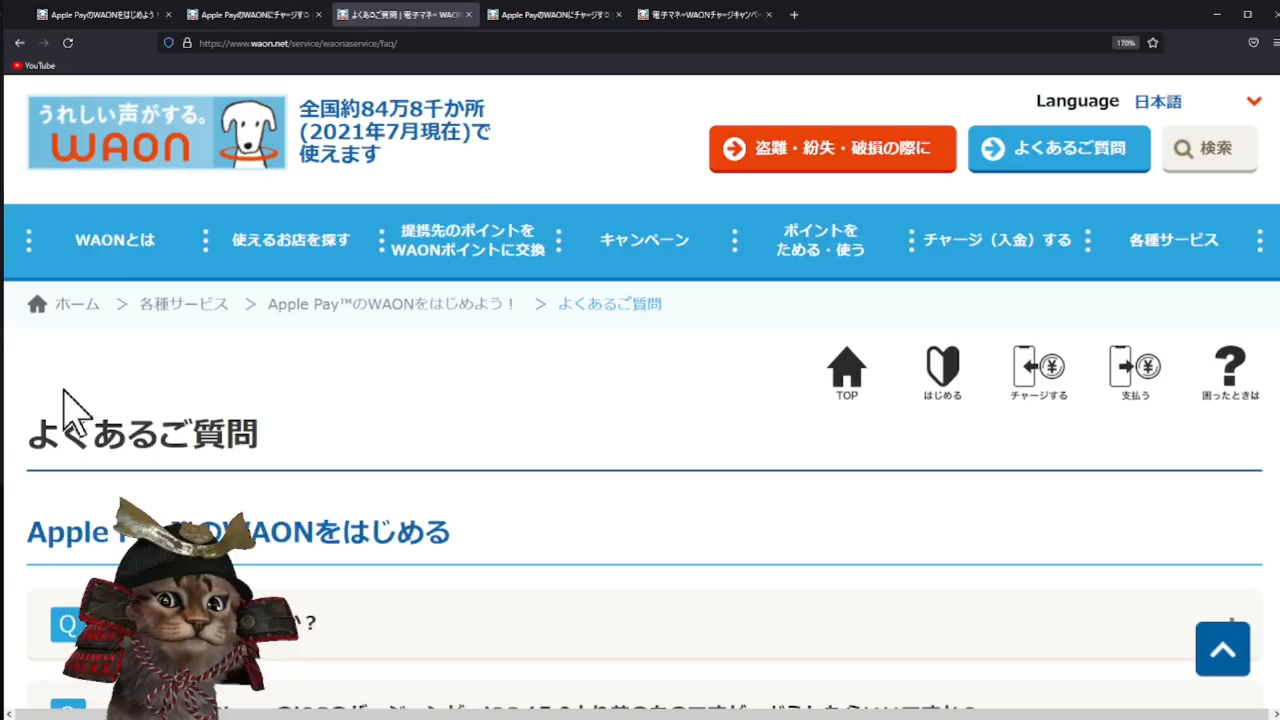 Apple PayのWAONをはじめよう！
Apple PayのWAONにチャージする
よくあるご質問 | 電子マネー WAON
Apple PayのWAONにチャージする
電子マネーWAONチャージキャンペー
https://www.waon.net/service/waonaservice/faq/
170%
YouTube
うれしい声がする。
WAON
全国約84万8千か所
(2021年7月現在)で
使えます
Language 日本語
盗難・紛失・破損の際に
よくあるご質問
検索
WAONとは
使えるお店を探す
提携先のポイントを
WAONポイントに交換
キャンペーン
ポイントを
ためる・使う
チャージ（入金）する
各種サービス
ホーム > 各種サービス > Apple Pay™のWAONをはじめよう！ > よくあるご質問
TOP
はじめる
チャージする
支払う
困ったときは
よくあるご質問
Apple のWAONをはじめる
Q か？